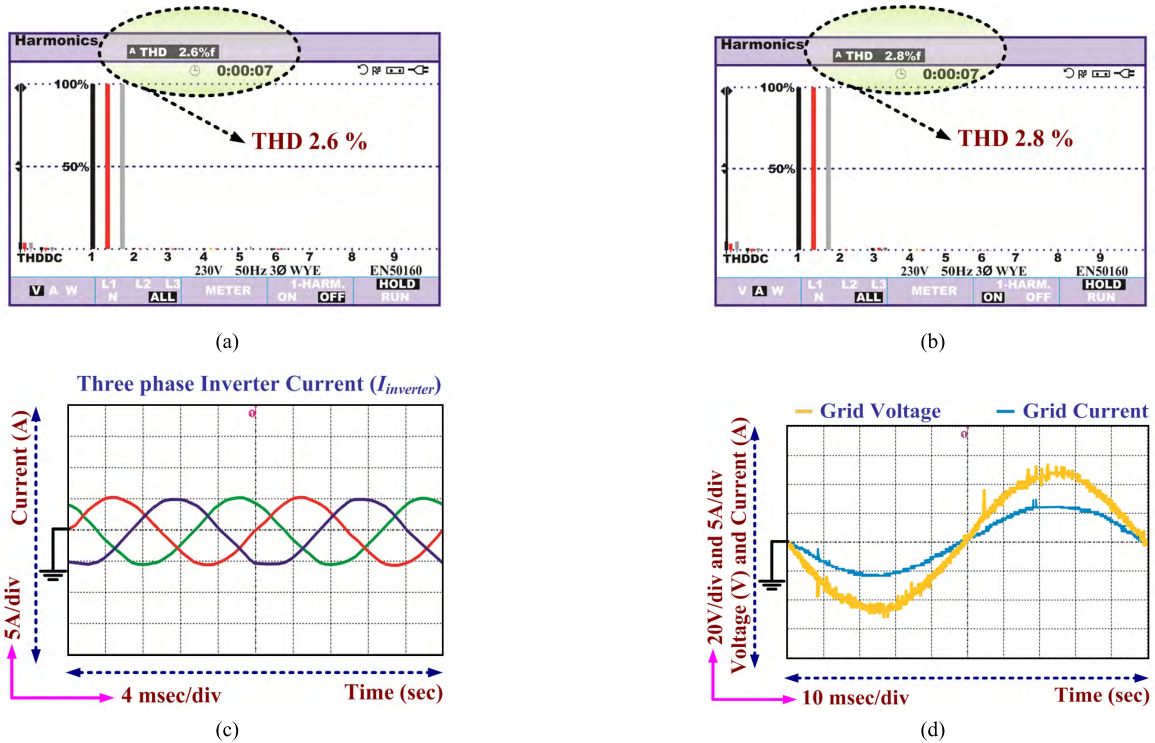 Harmonics
A THD 2.6%f
0:00:07
100%
THD 2.6 %
50%
THDDC 1 2 3 4 5 6 7 8 9
230V 50Hz 3Ø WYE EN50160
V A W
L1 L2 L3
N ALL
METER
1-HARM.
ON OFF
HOLD
RUN
(a)
Harmonics
A THD 2.8%f
0:00:07
100%
THD 2.8 %
50%
THDDC 1 2 3 4 5 6 7 8 9
230V 50Hz 3Ø WYE EN50160
V A W
L1 L2 L3
N ALL
METER
1-HARM.
ON OFF
HOLD
RUN
(b)
Three phase Inverter Current (Iinverter)
Current (A)
5A/div
4 msec/div
Time (sec)
(c)
Grid Voltage
Grid Current
20V/div and 5A/div
Voltage (V) and Current (A)
10 msec/div
Time (sec)
(d)